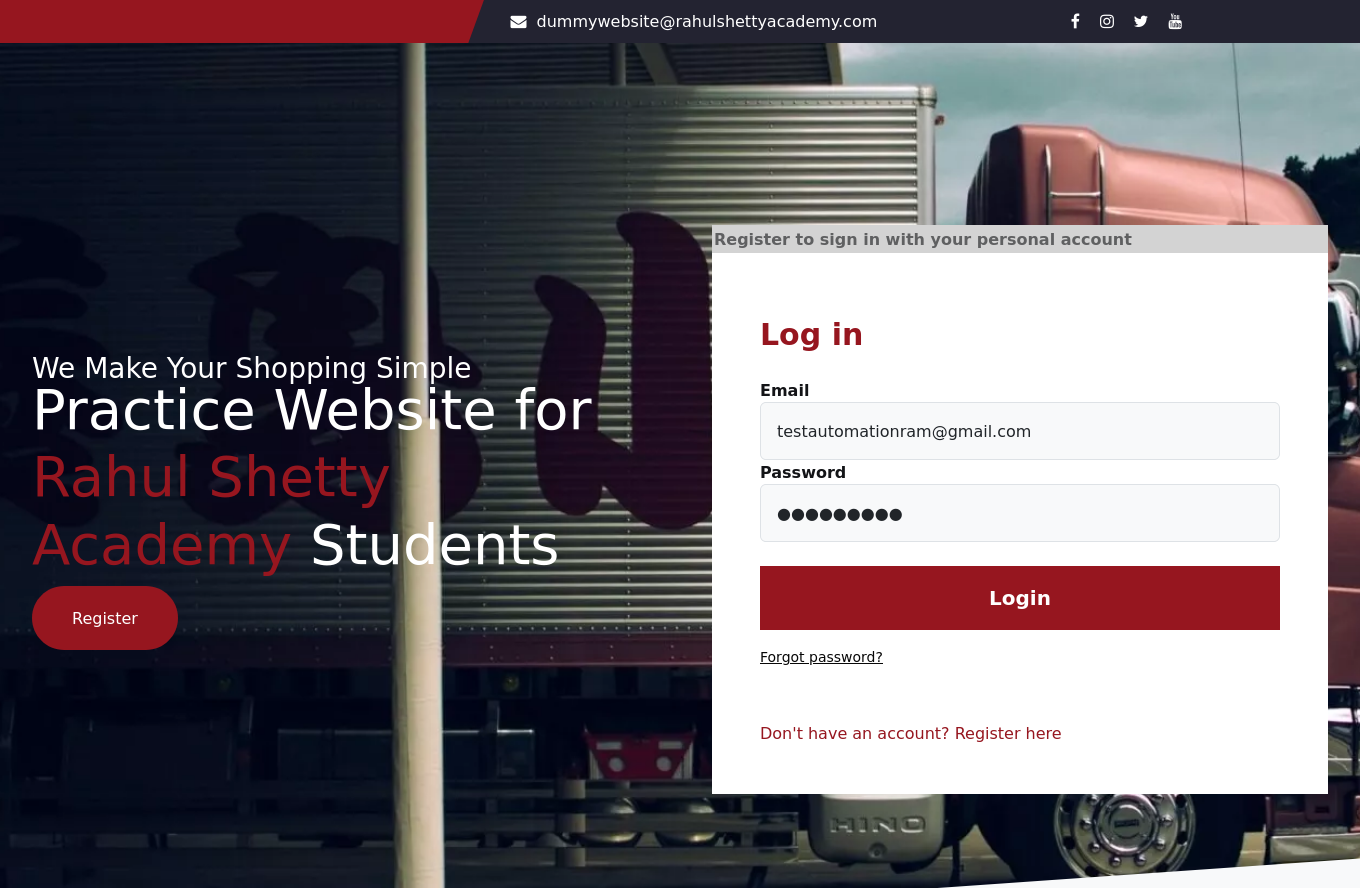 dummywebsite@rahulshettyacademy.com
Register to sign in with your personal account
We Make Your Shopping Simple
Practice Website for
Rahul Shetty
Academy Students
Register
Log in
Email
testautomationram@gmail.com
Password
●●●●●●●●●
Login
Forgot password?
Don't have an account? Register here
HINO